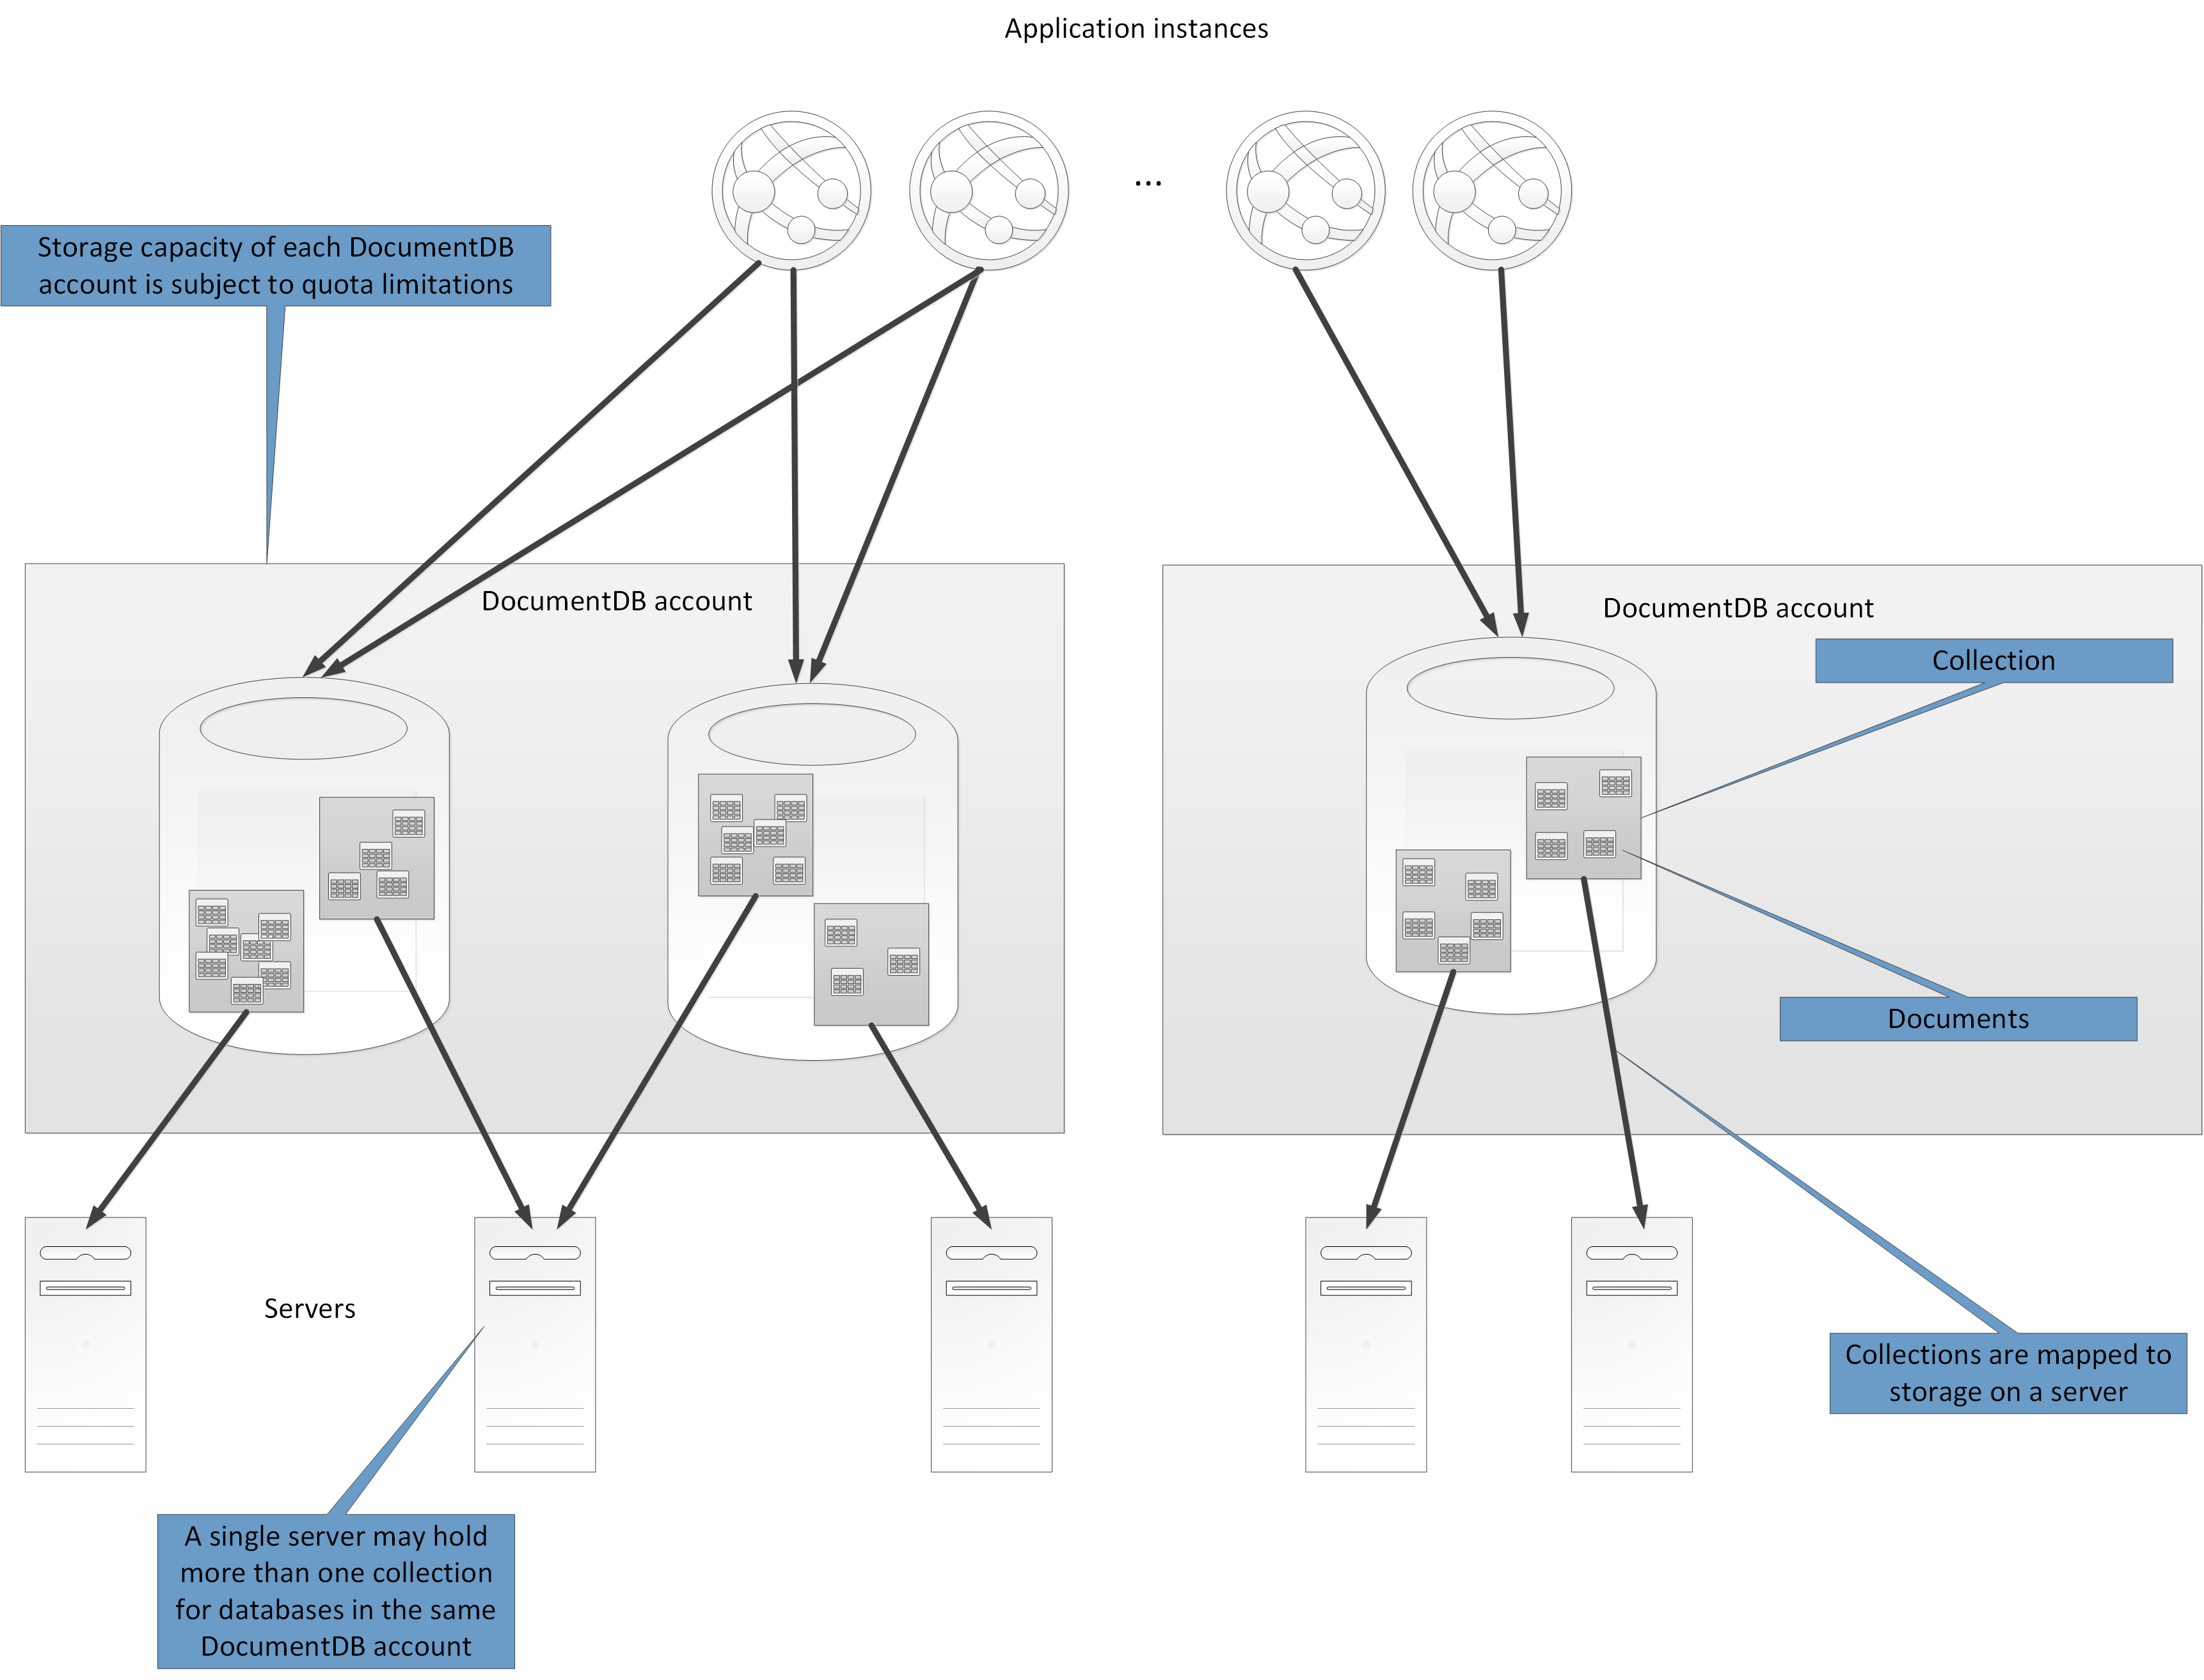 Application instances
...
Storage capacity of each DocumentDB
account is subject to quota limitations
DocumentDB account
DocumentDB account
Collection
Documents
Servers
Collections are mapped to
storage on a server
A single server may hold
more than one collection
for databases in the same
DocumentDB account